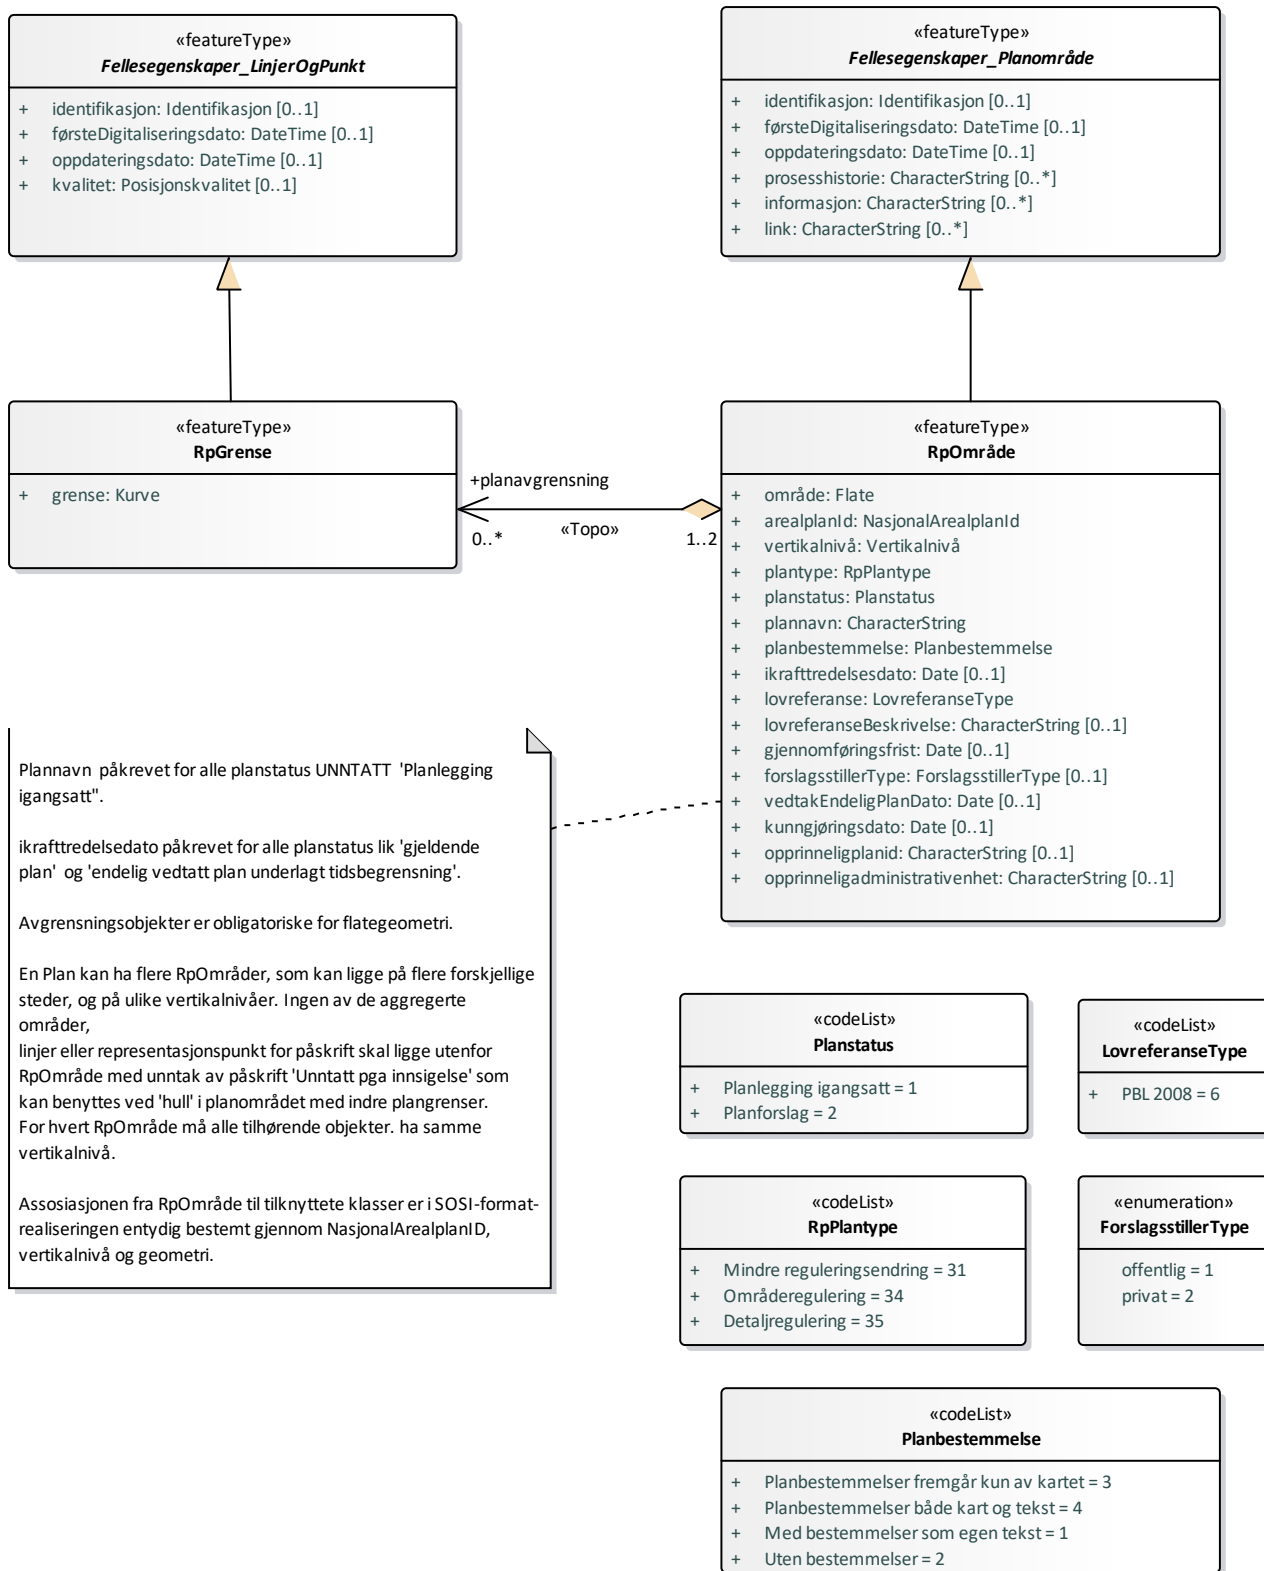 «featureType»
Fellesegenskaper_LinjerOgPunkt
+ identifikasjon: Identifikasjon [0..1]
+ førsteDigitaliseringsdato: DateTime [0..1]
+ oppdateringsdato: DateTime [0..1]
+ kvalitet: Posisjonskvalitet [0..1]
«featureType»
Fellesegenskaper_Planområde
+ identifikasjon: Identifikasjon [0..1]
+ førsteDigitaliseringsdato: DateTime [0..1]
+ oppdateringsdato: DateTime [0..1]
+ prosesshistorie: CharacterString [0..*]
+ informasjon: CharacterString [0..*]
+ link: CharacterString [0..*]
«featureType»
RpGrense
+ grense: Kurve
+planavgrensning
0..*
«Topo»
1..2
«featureType»
RpOmråde
+ område: Flate
+ arealplanId: NasjonalArealplanId
+ vertikalnivå: Vertikalnivå
+ plantype: RpPlantype
+ planstatus: Planstatus
+ plannavn: CharacterString
+ planbestemmelse: Planbestemmelse
+ ikrafttredelsesdato: Date [0..1]
+ lovreferanse: LovreferanseType
+ lovreferanseBeskrivelse: CharacterString [0..1]
+ gjennomføringsfrist: Date [0..1]
+ forslagsstillerType: ForslagsstillerType [0..1]
+ vedtakEndeligPlanDato: Date [0..1]
+ kunngjøringsdato: Date [0..1]
+ opprinneligplanid: CharacterString [0..1]
+ opprinneligadministrativenhet: CharacterString [0..1]
Plannavn påkrevet for alle planstatus UNNTATT 'Planlegging
igangsatt".
ikrafttredelsedato påkrevet for alle planstatus lik 'gjeldende
plan' og 'endelig vedtatt plan underlagt tidsbegrensning'.
Avgrensningsobjekter er obligatoriske for flategeometri.
En Plan kan ha flere RpOmråder, som kan ligge på flere forskjellige
steder, og på ulike vertikalnivåer. Ingen av de aggregerte
områder,
linjer eller representasjonspunkt for påskrift skal ligge utenfor
RpOmråde med unntak av påskrift 'Unntatt pga innsigelse' som
kan benyttes ved 'hull' i planområdet med indre plangrenser.
For hvert RpOmråde må alle tilhørende objekter. ha samme
vertikalnivå.
Assosiasjonen fra RpOmråde til tilknyttete klasser er i SOSI-format-
realiseringen entydig bestemt gjennom NasjonalArealplanID,
vertikalnivå og geometri.
«codeList»
Planstatus
+ Planlegging igangsatt = 1
+ Planforslag = 2
«codeList»
LovreferanseType
+ PBL 2008 = 6
«codeList»
RpPlantype
+ Mindre reguleringsendring = 31
+ Områderegulering = 34
+ Detaljregulering = 35
«enumeration»
ForslagsstillerType
offentlig = 1
privat = 2
«codeList»
Planbestemmelse
+ Planbestemmelser fremgår kun av kartet = 3
+ Planbestemmelser både kart og tekst = 4
+ Med bestemmelser som egen tekst = 1
+ Uten bestemmelser = 2